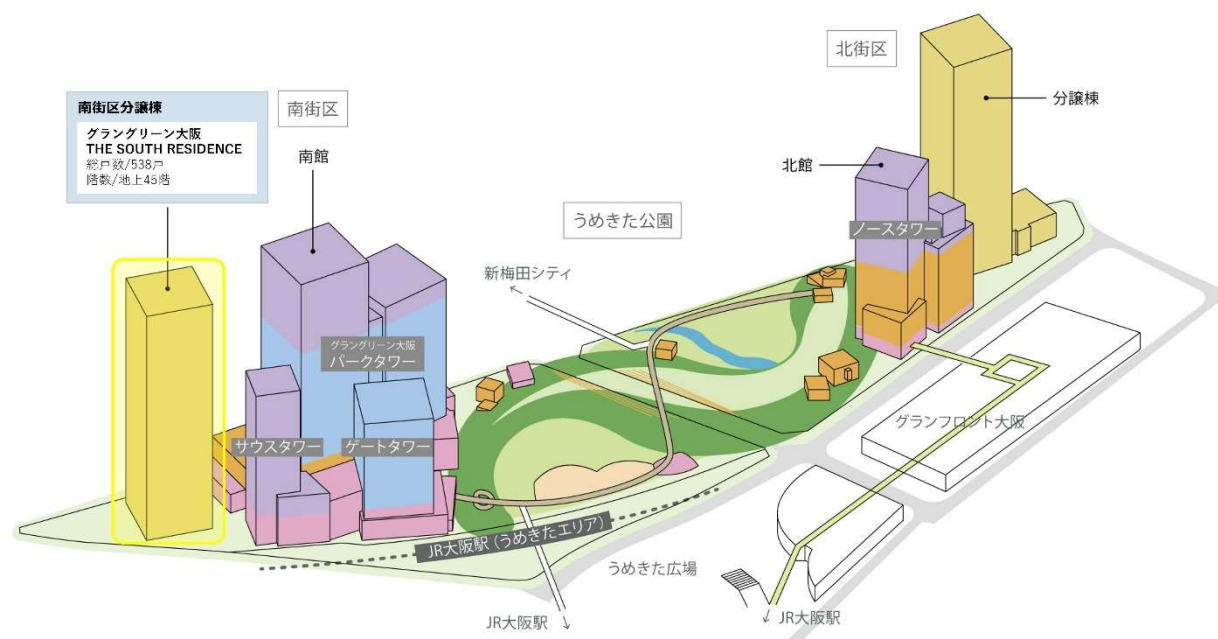 南街区分譲棟
グラングリーン大阪
THE SOUTH RESIDENCE
総戸数/538戸
階数/地上45階
南街区
南館
北街区
分譲棟
北館
ノースタワー
うめきた公園
新梅田シティ
グラングリーン大阪
パークタワー
サウスタワー
ゲートタワー
グランフロント大阪
JR大阪駅（うめきたエリア）
うめきた広場
JR大阪駅
JR大阪駅